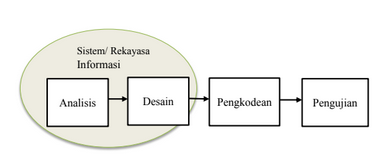 Sistem/ Rekayasa
Informasi
Analisis
Desain
Pengkodean
Pengujian